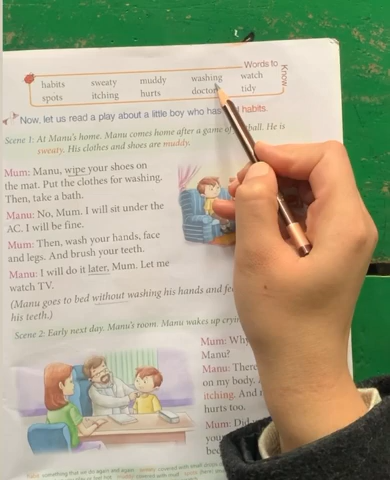 Words to Know
habits sweaty muddy washing watch
spots itching hurts doctor tidy
Now, let us read a play about a little boy who has habits.
Scene 1: At Manu's home. Manu comes home after a game of ball. He is
sweaty. His clothes and shoes are muddy.
Mum: Manu, wipe your shoes on
the mat. Put the clothes for washing.
Then, take a bath.
Manu: No, Mum. I will sit under the
AC. I will be fine.
Mum: Then, wash your hands, face
and legs. And brush your teeth.
Manu: I will do it later, Mum. Let me
watch TV.
(Manu goes to bed without washing his hands and
his teeth.)
Scene 2: Early next day. Manu's room. Manu wakes up
Mum: Why
Manu?
Manu: There
on my body.
itching. And
hurts too.
Mum:
you